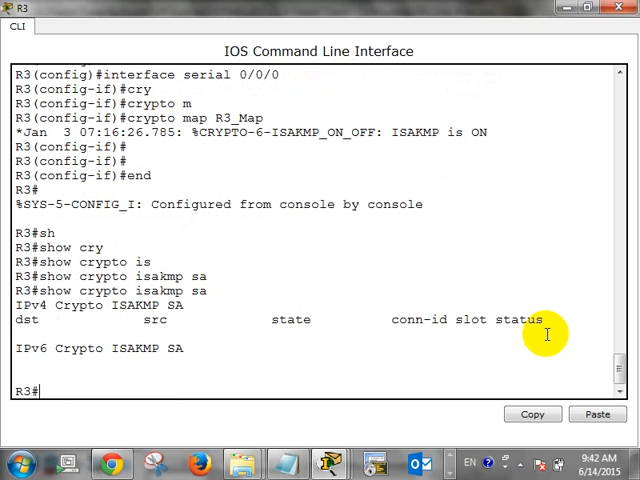 R3
CLI
IOS Command Line Interface
R3(config)#interface serial 0/0/0
R3(config-if)#cry
R3(config-if)#crypto m
R3(config-if)#crypto map R3_Map
*Jan  3 07:16:26.785: %CRYPTO-6-ISAKMP_ON_OFF: ISAKMP is ON
R3(config-if)#
R3(config-if)#
R3(config-if)#end
R3#
%SYS-5-CONFIG_I: Configured from console by console
R3#sh
R3#show cry
R3#show crypto is
R3#show crypto isakmp sa
R3#show crypto isakmp sa
IPv4 Crypto ISAKMP SA
dst src state conn-id slot status
IPv6 Crypto ISAKMP SA
R3#
Copy Paste
EN 9:42 AM
6/14/2015